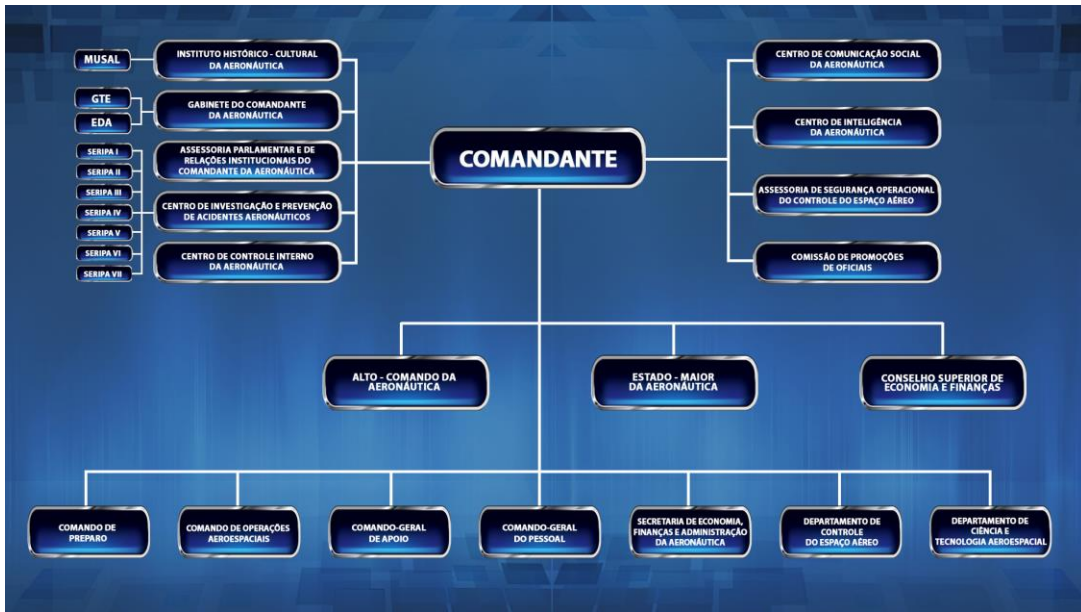 MUSAL
INSTITUTO HISTÓRICO - CULTURAL
DA AERONÁUTICA
GTE
EDA
GABINETE DO COMANDANTE
DA AERONÁUTICA
ASSESSORIA PARLAMENTAR E DE
RELAÇÕES INSTITUCIONAIS DO
COMANDANTE DA AERONÁUTICA
SERIPA I
SERIPA II
SERIPA III
SERIPA IV
SERIPA V
SERIPA VI
SERIPA VII
CENTRO DE INVESTIGAÇÃO E PREVENÇÃO
DE ACIDENTES AERONÁUTICOS
CENTRO DE CONTROLE INTERNO
DA AERONÁUTICA
COMANDANTE
CENTRO DE COMUNICAÇÃO SOCIAL
DA AERONÁUTICA
CENTRO DE INTELIGÊNCIA
DA AERONÁUTICA
ASSESSORIA DE SEGURANÇA OPERACIONAL
DO CONTROLE DO ESPAÇO AÉREO
COMISSÃO DE PROMOÇÕES
DE OFICIAIS
ALTO - COMANDO DA
AERONÁUTICA
ESTADO - MAIOR
DA AERONÁUTICA
CONSELHO SUPERIOR DE
ECONOMIA E FINANÇAS
COMANDO DE
PREPARO
COMANDO DE OPERAÇÕES
AEROESPACIAIS
COMANDO-GERAL
DE APOIO
COMANDO-GERAL
DO PESSOAL
SECRETARIA DE ECONOMIA,
FINANÇAS E ADMINISTRAÇÃO
DA AERONÁUTICA
DEPARTAMENTO DE
CONTROLE
DO ESPAÇO AÉREO
DEPARTAMENTO DE
CIÊNCIA E
TECNOLOGIA AEROESPACIAL